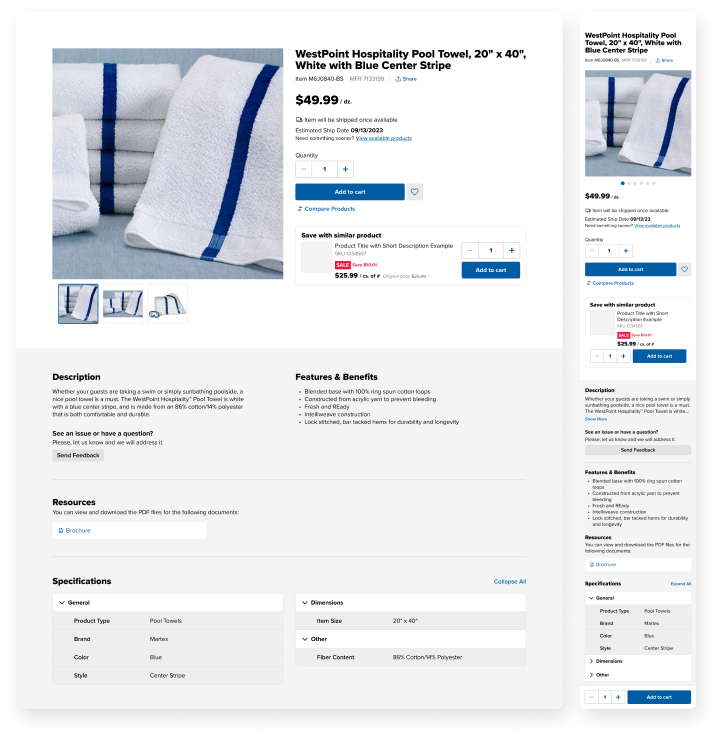 WestPoint Hospitality Pool Towel, 20" x 40",
White with Blue Center Stripe
Item M6J0840-BS MFR 7133199 Share
$49.99 / dz.
Item will be shipped once available
Estimated Ship Date 09/13/2023
Need something sooner? View available products
Quantity
− 1 +
Add to cart
Compare Products
Save with similar product
Product Title with Short Description Example
SKU 1234567
SALE Save $10.01
$25.99 / cs. of # Original price $25.99
− 1 +
Add to cart
Description
Whether your guests are taking a swim or simply sunbathing poolside, a
nice pool towel is a must. The WestPoint Hospitality™ Pool Towel is white
with a blue center stripe, and is made from an 86% cotton/14% polyester
that is both comfortable and durable.
See an issue or have a question?
Please, let us know and we will address it.
Send Feedback
Features & Benefits
• Blended base with 100% ring spun cotton loops
• Constructed from acrylic yarn to prevent bleeding
• Fresh and REady
• Intelliweave construction
• Lock stitched, bar tacked hems for durability and longevity
Resources
You can view and download the PDF files for the following documents:
Brochure
Specifications
Collapse All
General
Product Type Pool Towels
Brand Martex
Color Blue
Style Center Stripe
Dimensions
Item Size 20" x 40"
Other
Fiber Content 86% Cotton/14% Polyester
WestPoint Hospitality Pool
Towel, 20" x 40", White with
Blue Center Stripe
Item M6J0840-BS MFR 7133199 Share
$49.99 / dz.
Item will be shipped once available
Estimated Ship Date 09/13/23
Need something sooner? View available products
Quantity
− 1 +
Add to cart
Compare Products
Save with similar product
Product Title with Short
Description Example
SKU 1234567
SALE Save $10.01
$25.99 / cs. of #
− 1 +
Add to cart
Description
Whether your guests are taking a swim or simply
sunbathing poolside, a nice pool towel is a must.
The WestPoint Hospitality™ Pool Towel is white...
Show More
See an issue or have a question?
Please, let us know and we will address it.
Send Feedback
Features & Benefits
• Blended base with 100% ring spun cotton
loops
• Constructed from acrylic yarn to prevent
bleeding
• Fresh and REady
• Intelliweave construction
• Lock stitched, bar tacked hems for durability
and longevity
Resources
You can view and download the PDF files for the
following documents:
Brochure
Specifications
Expand All
General
Product Type Pool Towels
Brand Martex
Color Blue
Style Center Stripe
Dimensions
Other
− 1 +
Add to cart